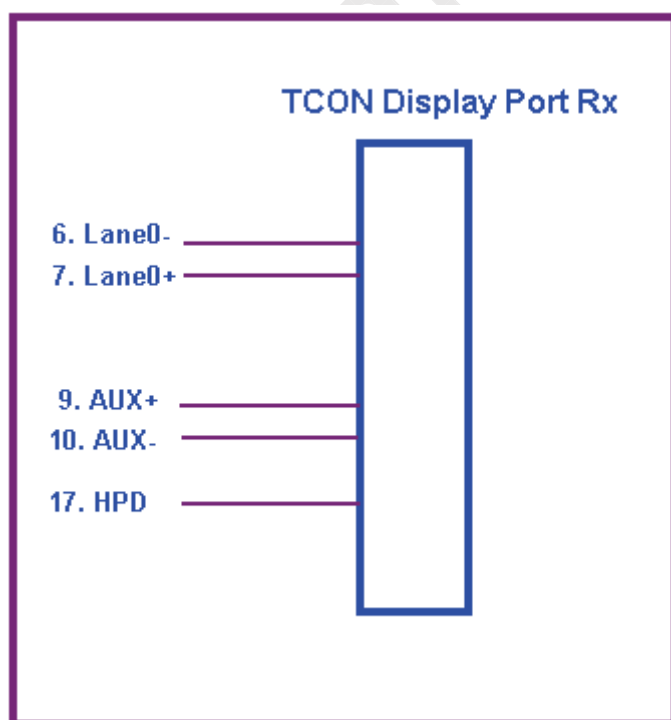 TCON Display Port Rx
6. Lane0-
7. Lane0+
9. AUX+
10. AUX-
17. HPD